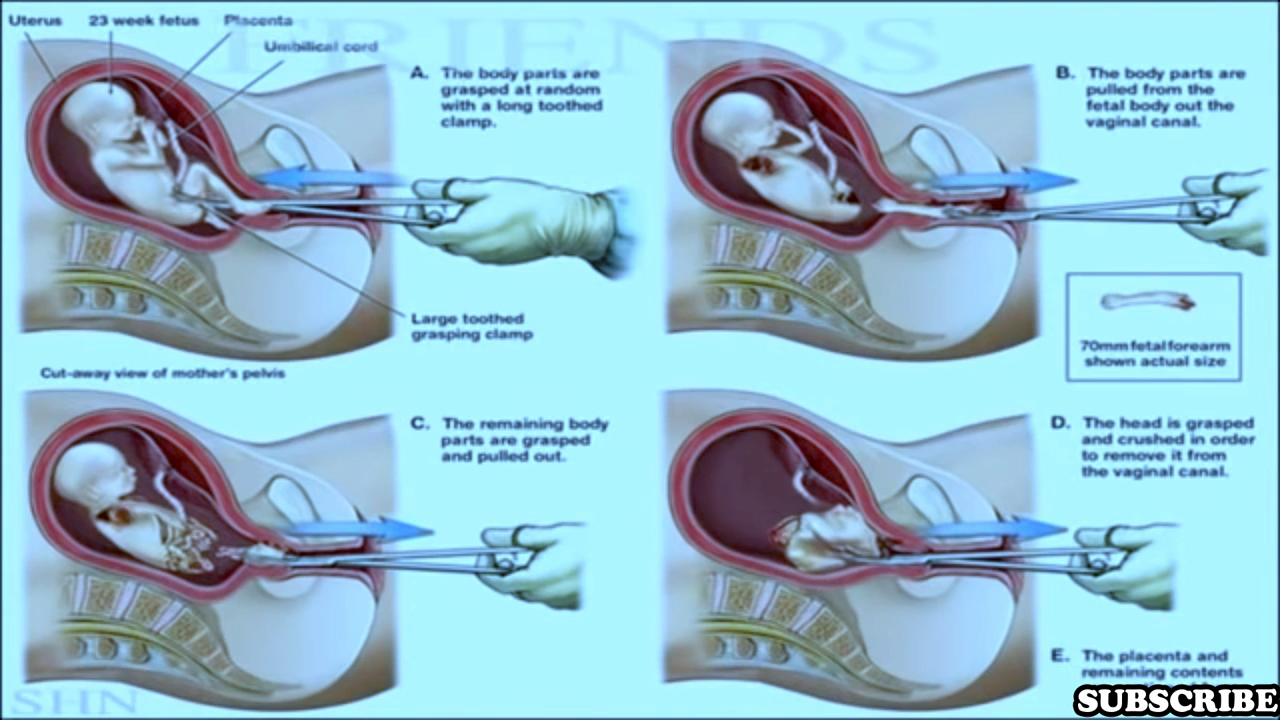 FRIENDS
Uterus
23 week fetus
Placenta
Umbilical cord
A. The body parts are
grasped at random
with a long toothed
clamp.
B. The body parts are
pulled from the
fetal body out the
vaginal canal.
Large toothed
grasping clamp
70mm fetal forearm
shown actual size
Cut-away view of mother's pelvis
C. The remaining body
parts are grasped
and pulled out.
D. The head is grasped
and crushed in order
to remove it from
the vaginal canal.
E. The placenta and
remaining contents
SHN
SUBSCRIBE